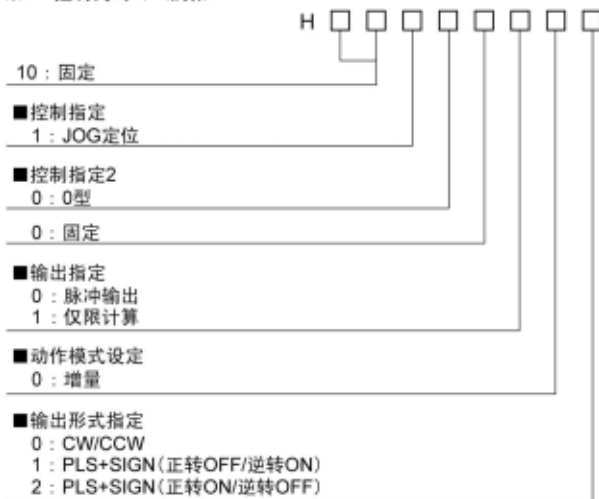 H □ □ □ □ □ □ □ □
10：固定
■控制指定
1：JOG定位
■控制指定2
0：0型
0：固定
■输出指定
0：脉冲输出
1：仅限计算
■动作模式设定
0：增量
■输出形式指定
0：CW/CCW
1：PLS+SIGN（正转OFF/逆转ON）
2：PLS+SIGN（正转ON/逆转OFF）